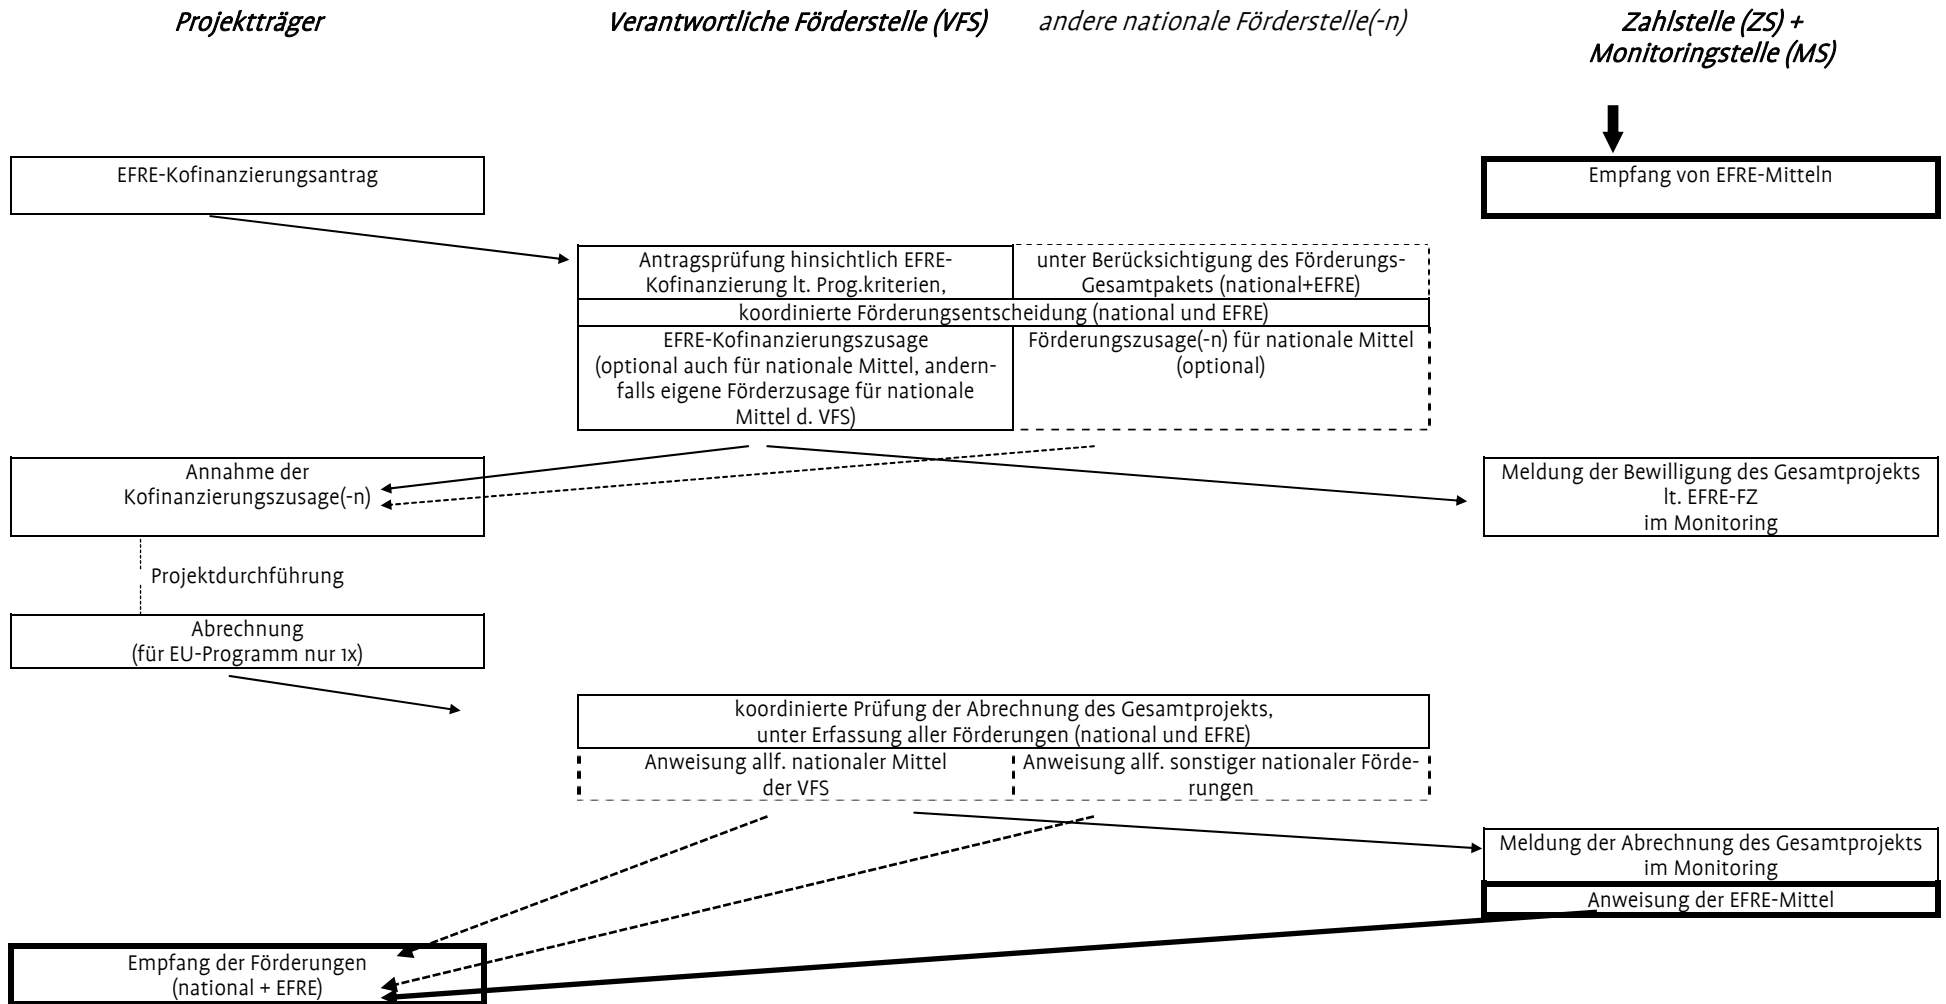 Projektträger
Verantwortliche Förderstelle (VFS)
andere nationale Förderstelle(-n)
Zahlstelle (ZS) +
Monitoringstelle (MS)
EFRE-Kofinanzierungsantrag
Empfang von EFRE-Mitteln
Antragsprüfung hinsichtlich EFRE-
Kofinanzierung lt. Prog.kriterien,
unter Berücksichtigung des Förderungs-
Gesamtpakets (national+EFRE)
koordinierte Förderungsentscheidung (national und EFRE)
EFRE-Kofinanzierungszusage
(optional auch für nationale Mittel, andern-
falls eigene Förderzusage für nationale
Mittel d. VFS)
Förderungszusage(-n) für nationale Mittel
(optional)
Annahme der
Kofinanzierungszusage(-n)
Meldung der Bewilligung des Gesamtprojekts
lt. EFRE-FZ
im Monitoring
Projektdurchführung
Abrechnung
(für EU-Programm nur 1x)
koordinierte Prüfung der Abrechnung des Gesamtprojekts,
unter Erfassung aller Förderungen (national und EFRE)
Anweisung allf. nationaler Mittel
der VFS
Anweisung allf. sonstiger nationaler Förde-
rungen
Meldung der Abrechnung des Gesamtprojekts
im Monitoring
Anweisung der EFRE-Mittel
Empfang der Förderungen
(national + EFRE)